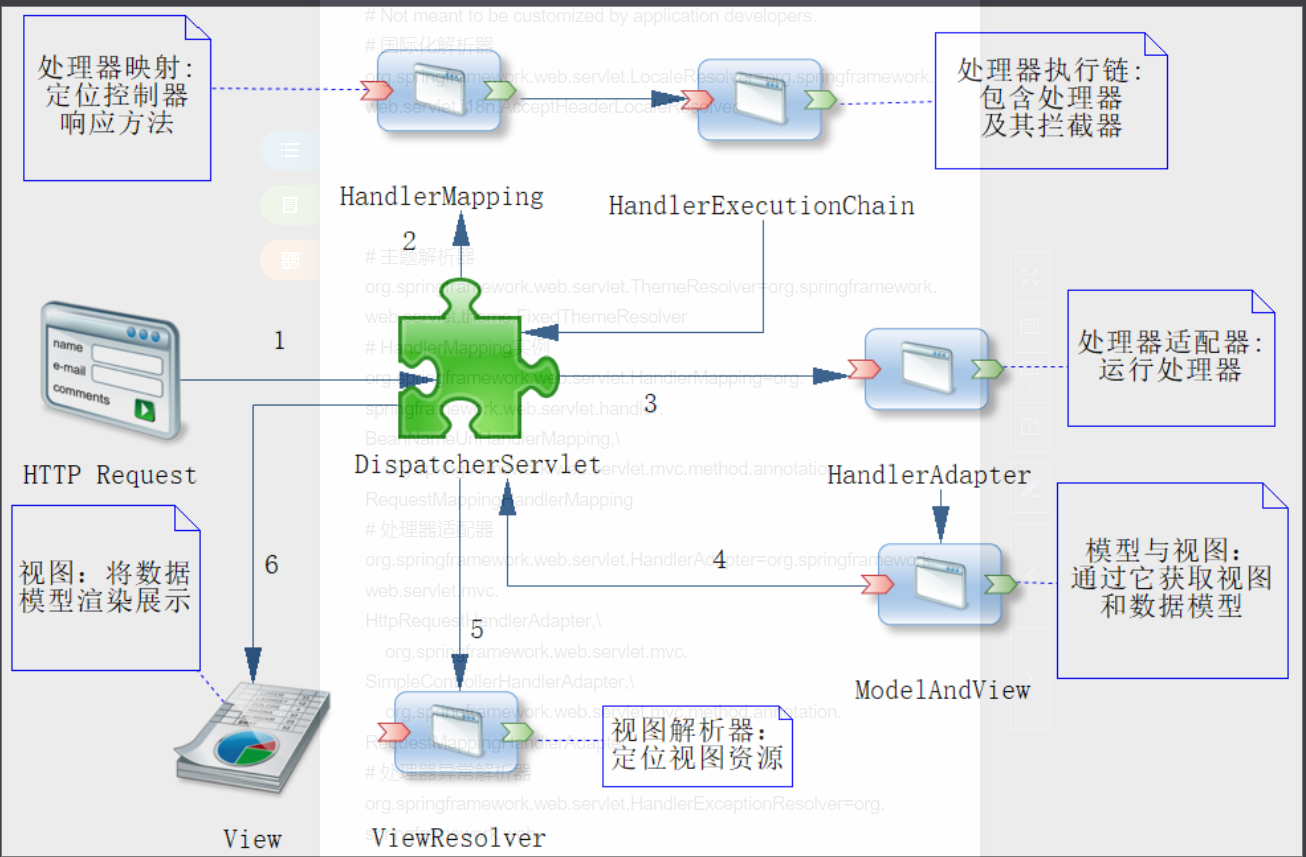 # Not meant to be customized by application developers.
处理器映射:
定位控制器
响应方法
# 国际化解析器
org.springframework.web.servlet.LocaleResolver=org.springframework.
web.servlet.i18n.AcceptHeaderLocaleResolver
处理器执行链:
包含处理器
及其拦截器
HandlerMapping
HandlerExecutionChain
2
# 主题解析器
org.springframework.web.servlet.ThemeResolver=org.springframework.
web.servlet.theme.FixedThemeResolver
# HandlerMapping实例
name
e-mail
comments
1
处理器适配器:
运行处理器
org.springframework.web.servlet.HandlerMapping=org.
springframework.web.servlet.handler.
3
BeanNameUrlHandlerMapping,\
HTTP Request
DispatcherServlet
servlet.mvc.method.annotation.
HandlerAdapter
RequestMappingHandlerMapping
# 处理器适配器
org.springframework.web.servlet.HandlerAdapter=org.springframework.
web.servlet.mvc.
视图: 将数据
模型渲染展示
6
4
模型与视图:
通过它获取视图
和数据模型
HttpRequestHandlerAdapter,\
5
org.springframework.web.servlet.mvc.
SimpleControllerHandlerAdapter,\
ModelAndView
org.springframework.web.servlet.mvc.method.annotation.
RequestMappingHandlerAdapter
视图解析器:
定位视图资源
# 处理器异常解析器
org.springframework.web.servlet.HandlerExceptionResolver=org.
View
ViewResolver